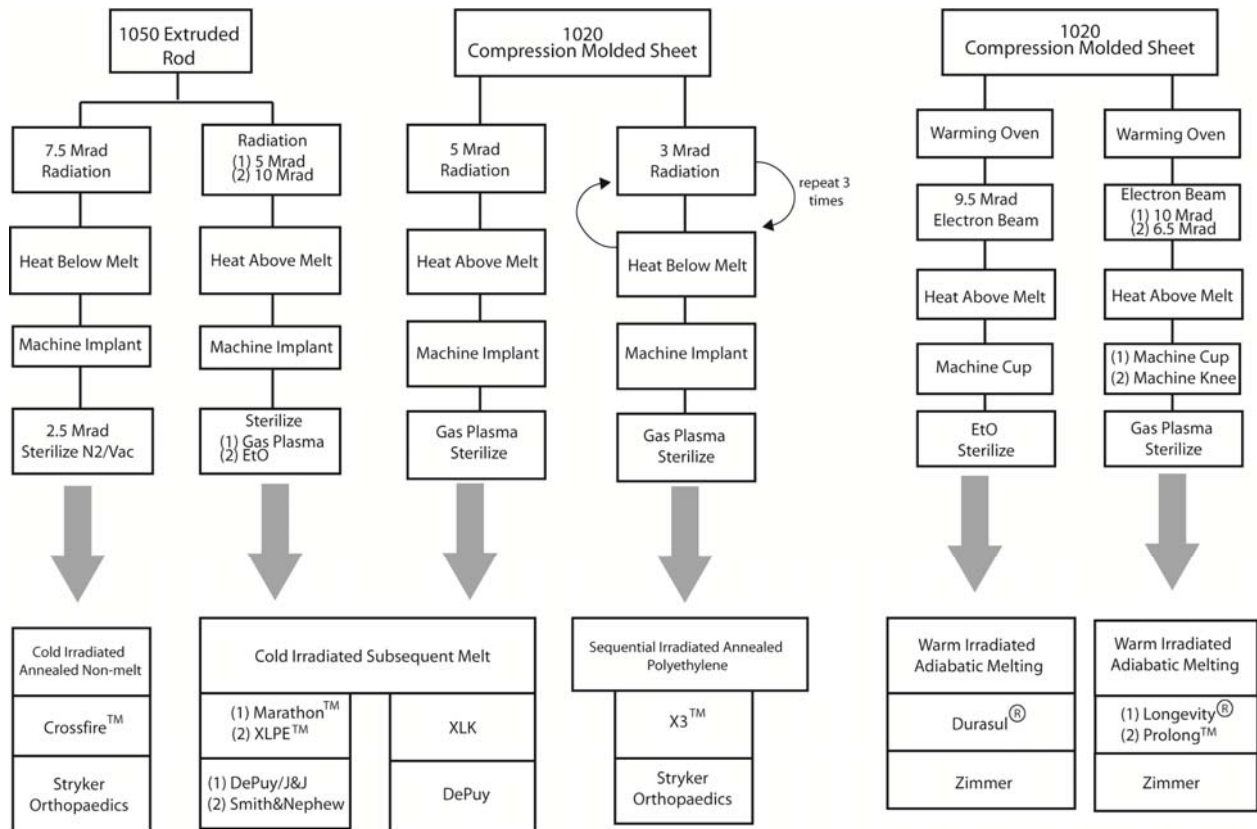 1050 Extruded
Rod
7.5 Mrad
Radiation
Heat Below Melt
Machine Implant
2.5 Mrad
Sterilize N2/Vac
Cold Irradiated
Annealed Non-melt
Crossfire™
Stryker
Orthopaedics
Radiation
(1) 5 Mrad
(2) 10 Mrad
Heat Above Melt
Machine Implant
Sterilize
(1) Gas Plasma
(2) EtO
Cold Irradiated Subsequent Melt
(1) Marathon™
(2) XLPE™
(1) DePuy/J&J
(2) Smith&Nephew
1020
Compression Molded Sheet
5 Mrad
Radiation
Heat Above Melt
Machine Implant
Gas Plasma
Sterilize
XLK
DePuy
3 Mrad
Radiation
repeat 3
times
Heat Below Melt
Machine Implant
Gas Plasma
Sterilize
Sequential Irradiated Annealed
Polyethylene
X3™
Stryker
Orthopaedics
1020
Compression Molded Sheet
Warming Oven
9.5 Mrad
Electron Beam
Heat Above Melt
Machine Cup
EtO
Sterilize
Warm Irradiated
Adiabatic Melting
Durasul®
Zimmer
Warming Oven
Electron Beam
(1) 10 Mrad
(2) 6.5 Mrad
Heat Above Melt
(1) Machine Cup
(2) Machine Knee
Gas Plasma
Sterilize
Warm Irradiated
Adiabatic Melting
(1) Longevity®
(2) Prolong™
Zimmer